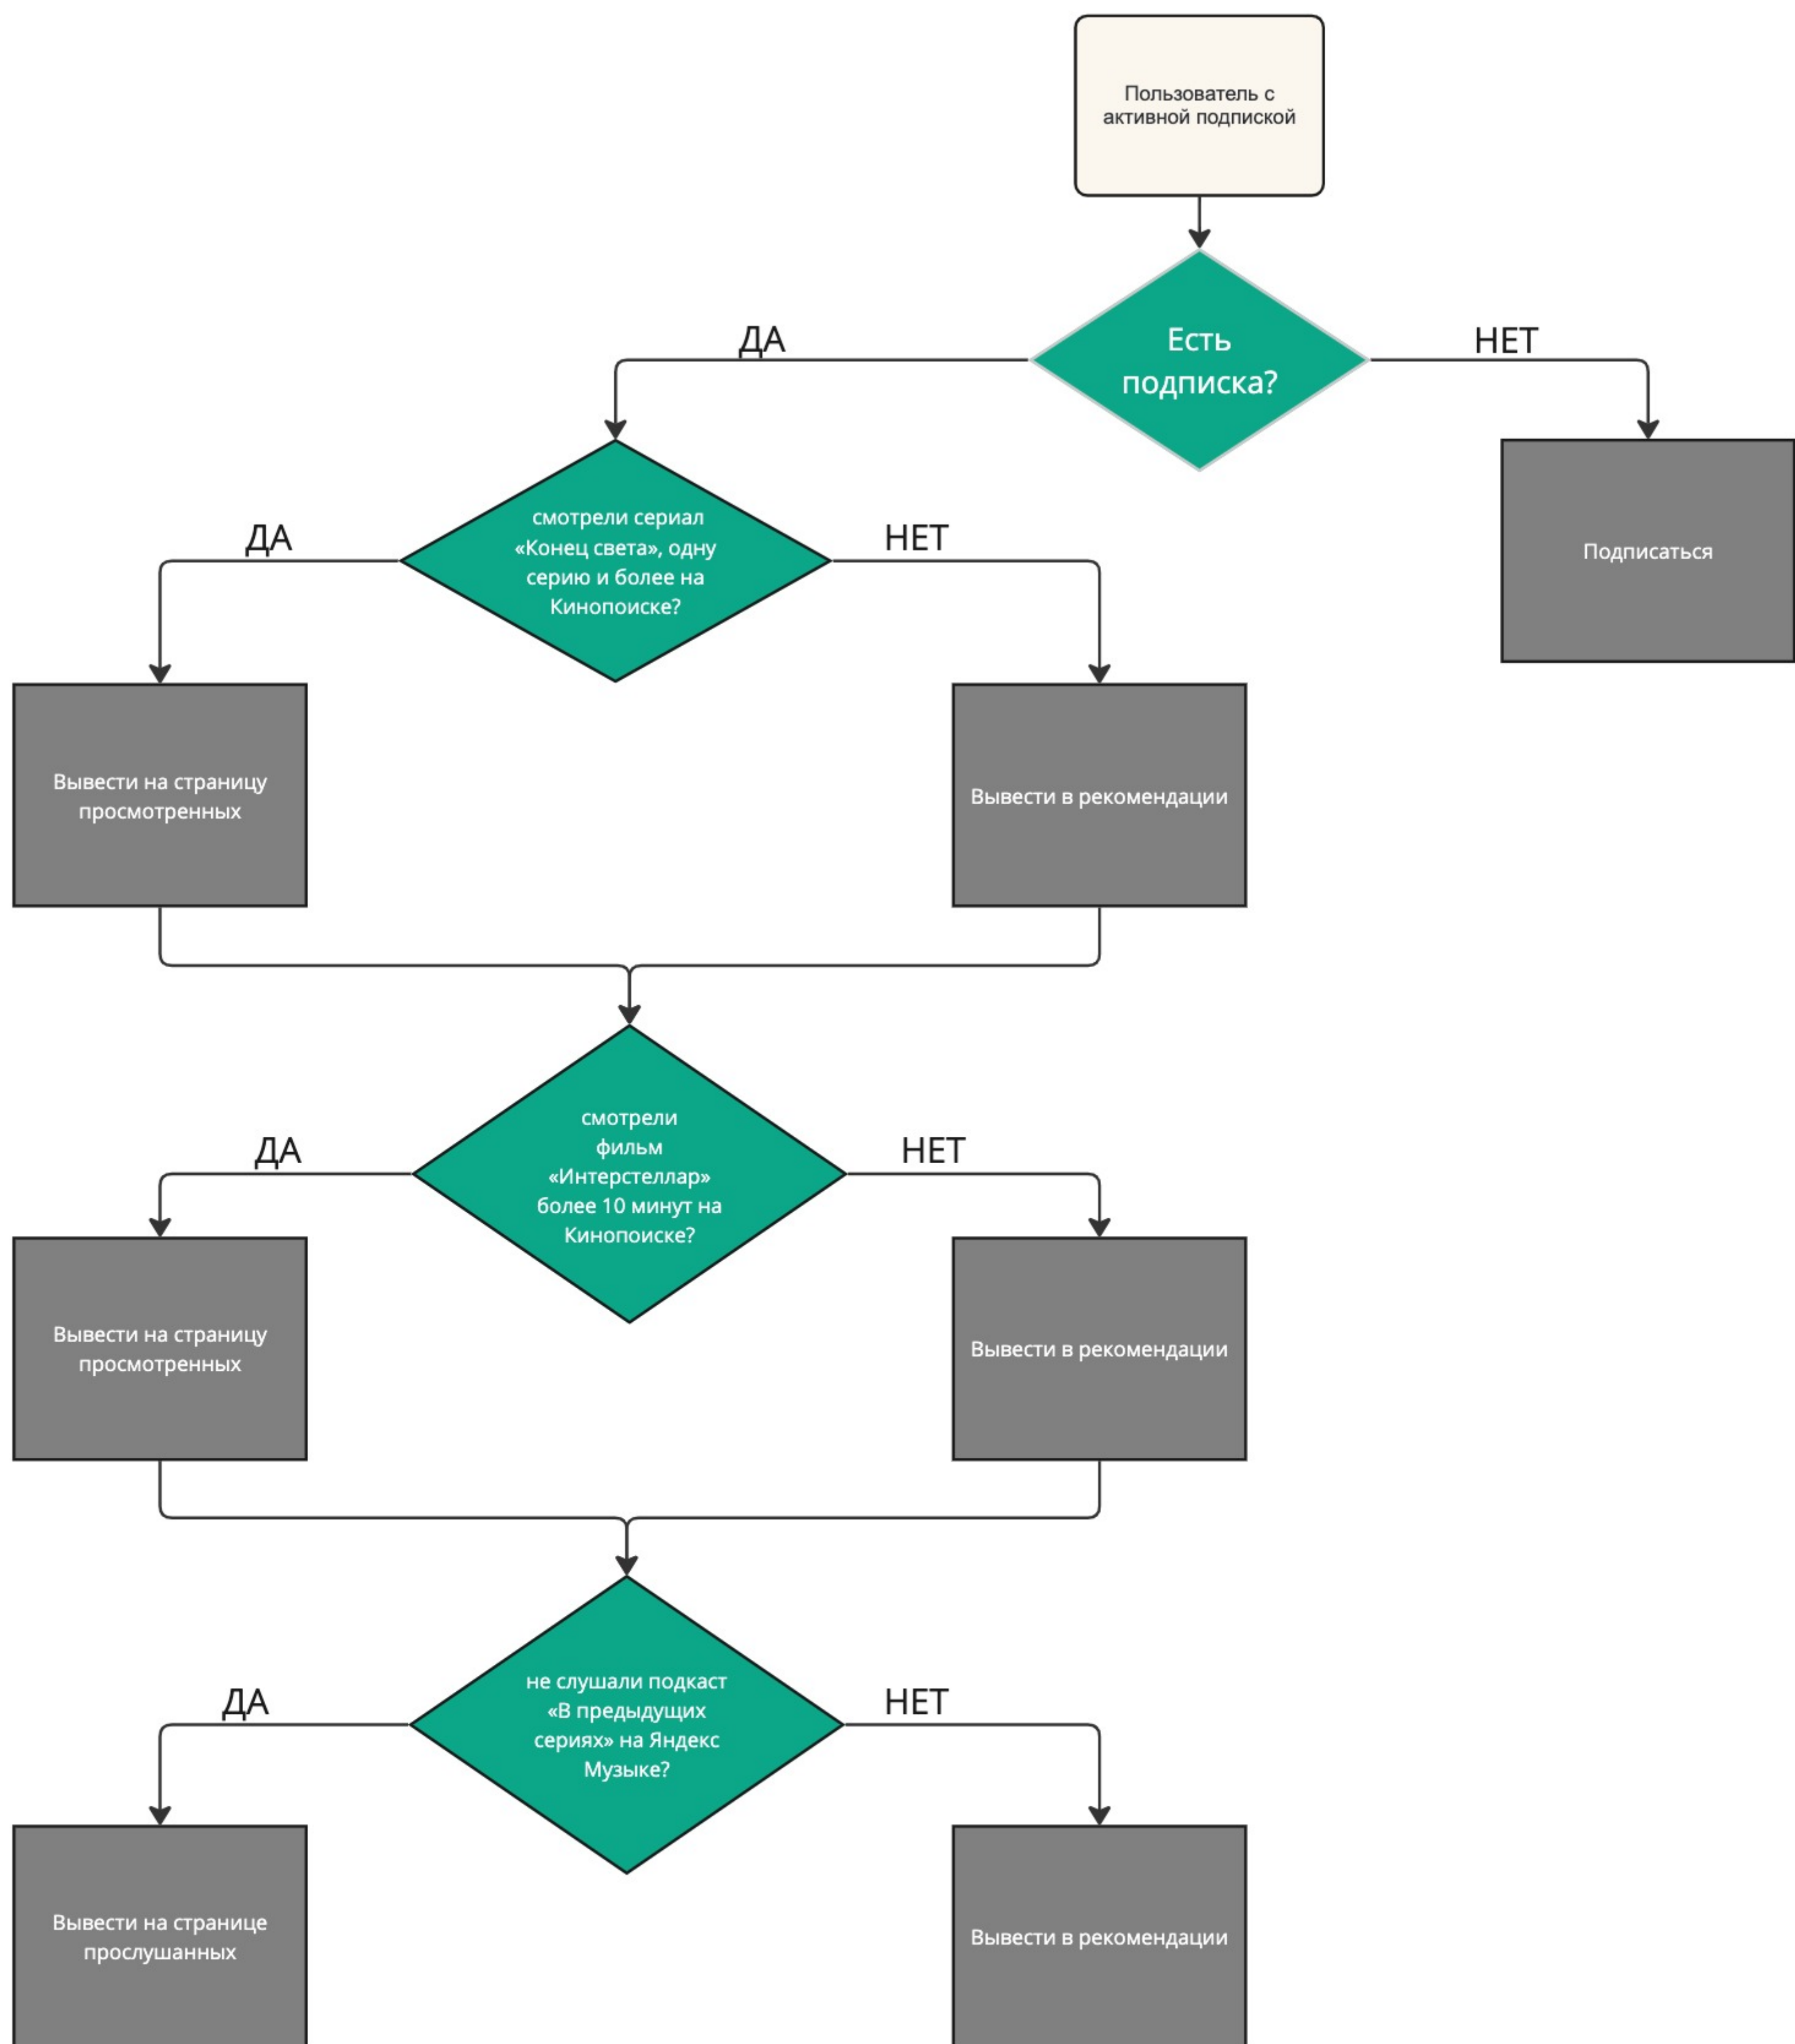 Пользователь с
активной подпиской
Есть
подписка?
ДА
НЕТ
смотрели сериал
«Конец света», одну
серию и более на
Кинопоиске?
Подписаться
ДА
НЕТ
Вывести на страницу
просмотренных
Вывести в рекомендации
смотрели
фильм
«Интерстеллар»
более 10 минут на
Кинопоиске?
ДА
НЕТ
Вывести на страницу
просмотренных
Вывести в рекомендации
не слушали подкаст
«В предыдущих
сериях» на Яндекс
Музыке?
ДА
НЕТ
Вывести на странице
прослушанных
Вывести в рекомендации